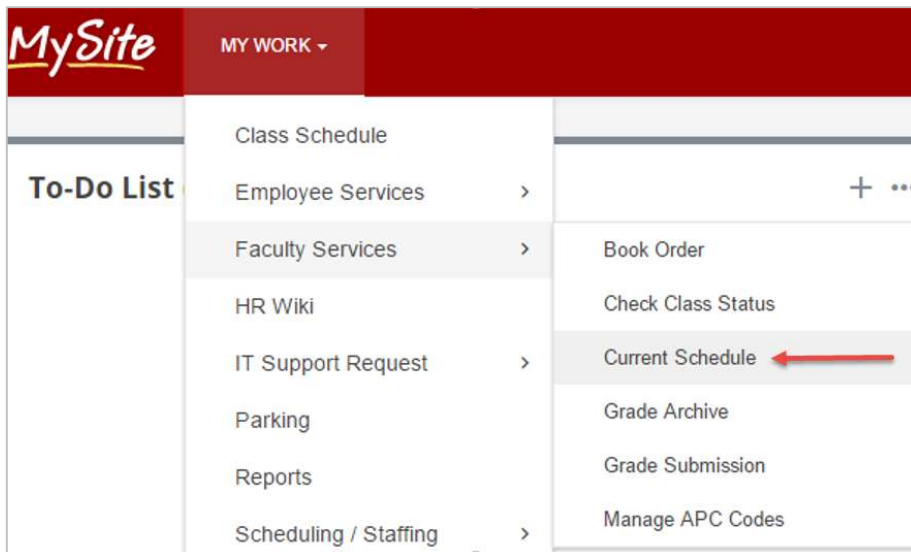 MySite
MY WORK
Class Schedule
To-Do List
Employee Services
Faculty Services
Book Order
HR Wiki
Check Class Status
IT Support Request
Current Schedule
Parking
Grade Archive
Reports
Grade Submission
Scheduling / Staffing
Manage APC Codes